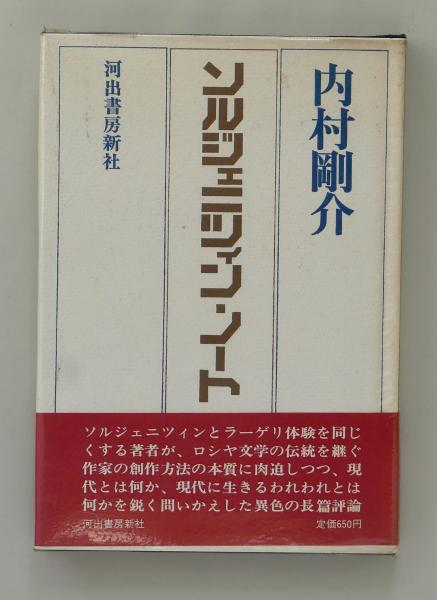 内村剛介
ソルジェニツィン・ノート
河出書房新社
ソルジェニツィンとラーゲリ体験を同じ
くする著者が、ロシヤ文学の伝統を継ぐ
作家の創作方法の本質に肉迫しつつ、現
代とは何か、現代に生きるわれわれとは
何かを鋭く問いかえした異色の長篇評論
河出書房新社
定価650円